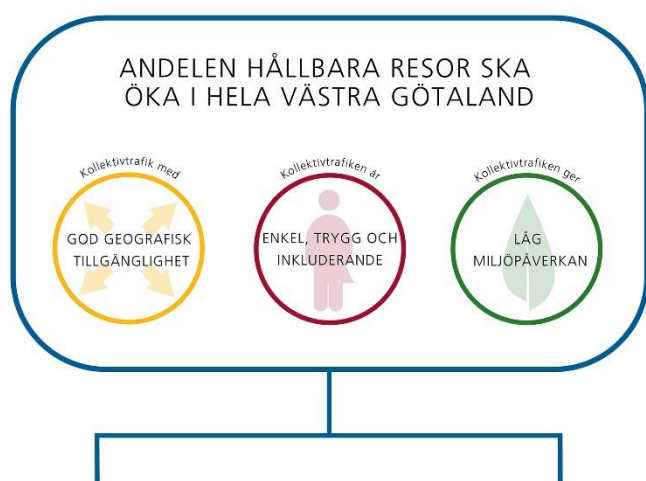 ANDELEN HÅLLBARA RESOR SKA
ÖKA I HELA VÄSTRA GÖTALAND
Kollektivtrafik med
GOD GEOGRAFISK
TILLGÄNGLIGHET
Kollektivtrafiken är
ENKEL, TRYGG OCH
INKLUDERANDE
Kollektivtrafiken ger
LÅG
MILJÖPÅVERKAN